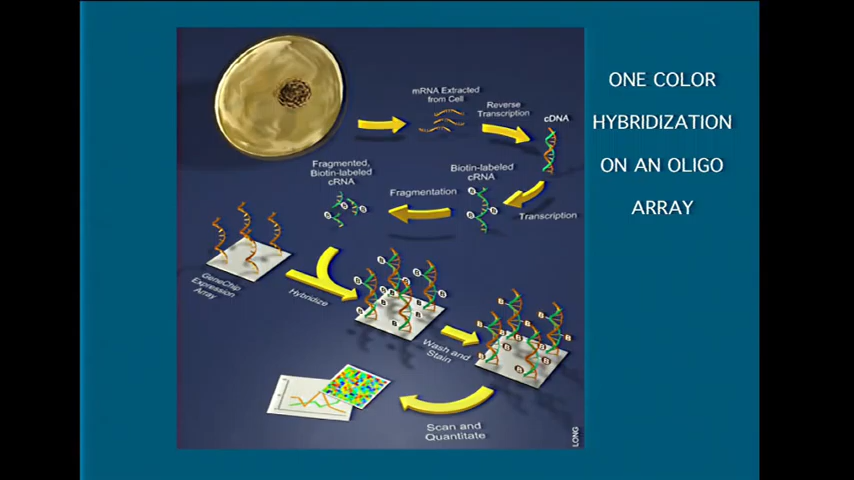 ONE COLOR
HYBRIDIZATION
ON AN OLIGO
ARRAY
mRNA Extracted
from Cell
Reverse
Transcription
cDNA
Fragmented,
Biotin-labeled
cRNA
Fragmentation
Biotin-labeled
cRNA
Transcription
GeneChip
Expression
Array
Hybridize
Wash and
Stain
Scan and
Quantitate
LONG